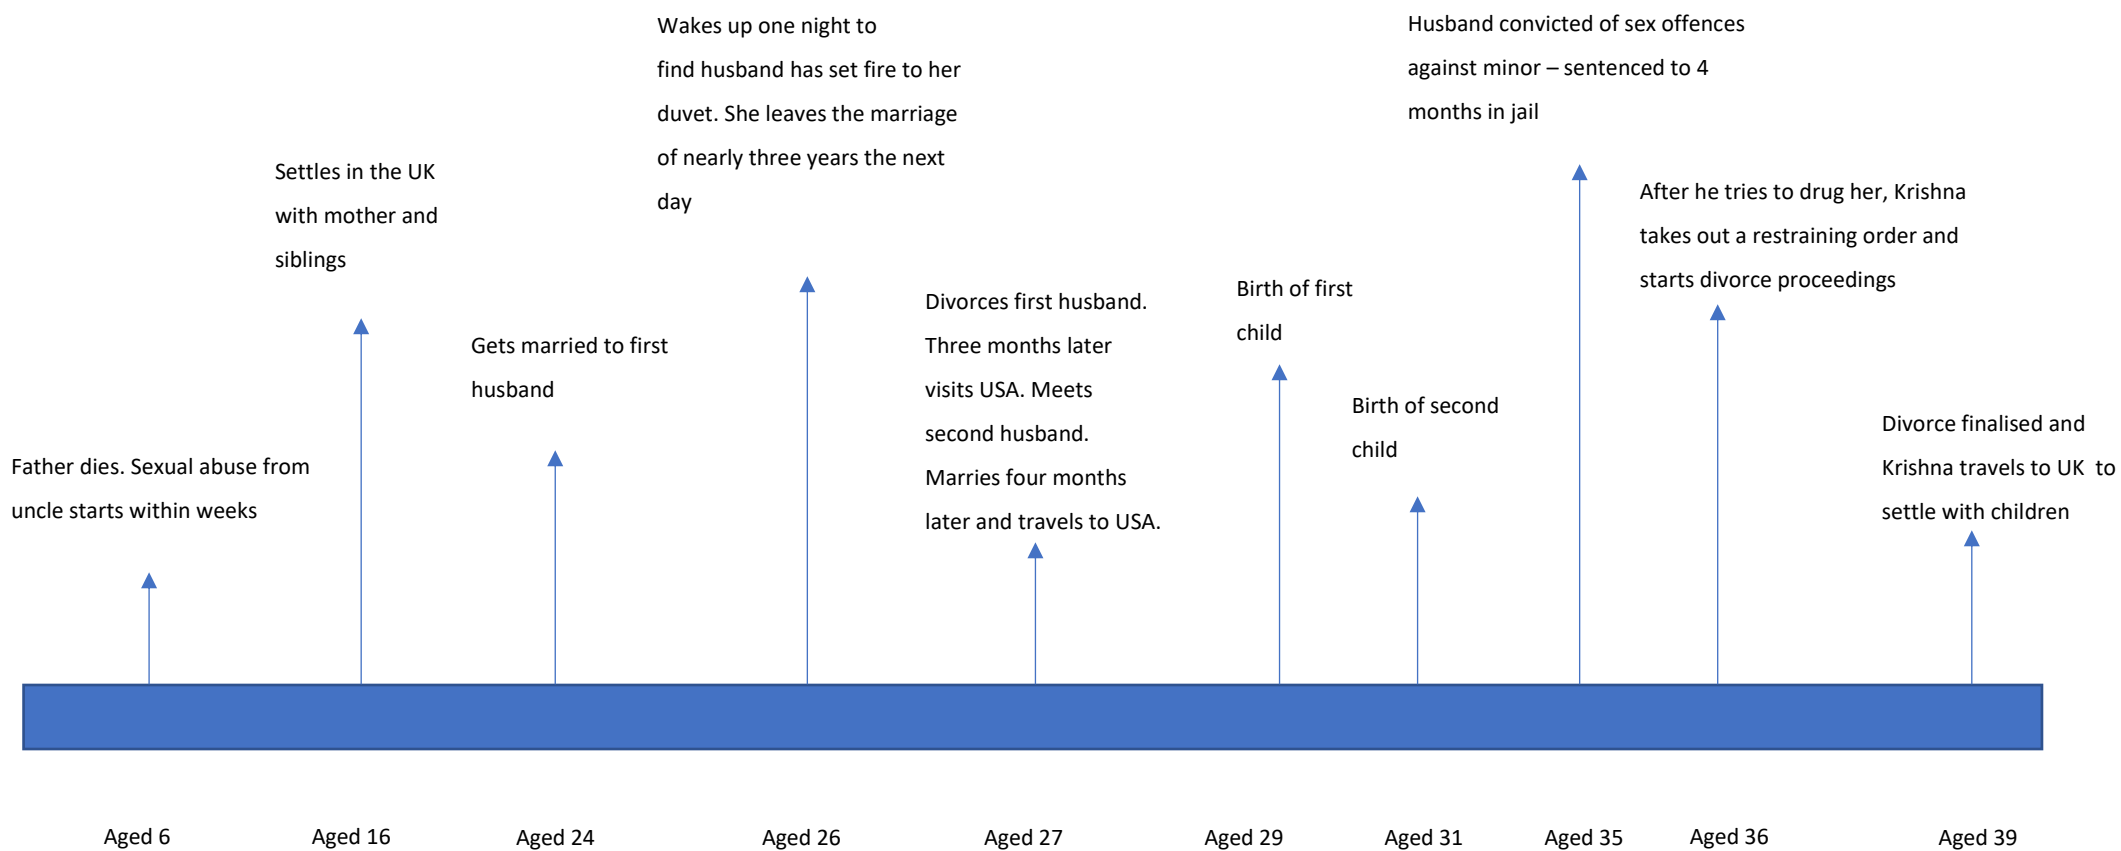 Father dies. Sexual abuse from
uncle starts within weeks
Settles in the UK
with mother and
siblings
Gets married to first
husband
Wakes up one night to
find husband has set fire to her
duvet. She leaves the marriage
of nearly three years the next
day
Divorces first husband.
Three months later
visits USA. Meets
second husband.
Marries four months
later and travels to USA.
Birth of first
child
Birth of second
child
Husband convicted of sex offences
against minor – sentenced to 4
months in jail
After he tries to drug her, Krishna
takes out a restraining order and
starts divorce proceedings
Divorce finalised and
Krishna travels to UK  to
settle with children
Aged 6
Aged 16
Aged 24
Aged 26
Aged 27
Aged 29
Aged 31
Aged 35
Aged 36
Aged 39